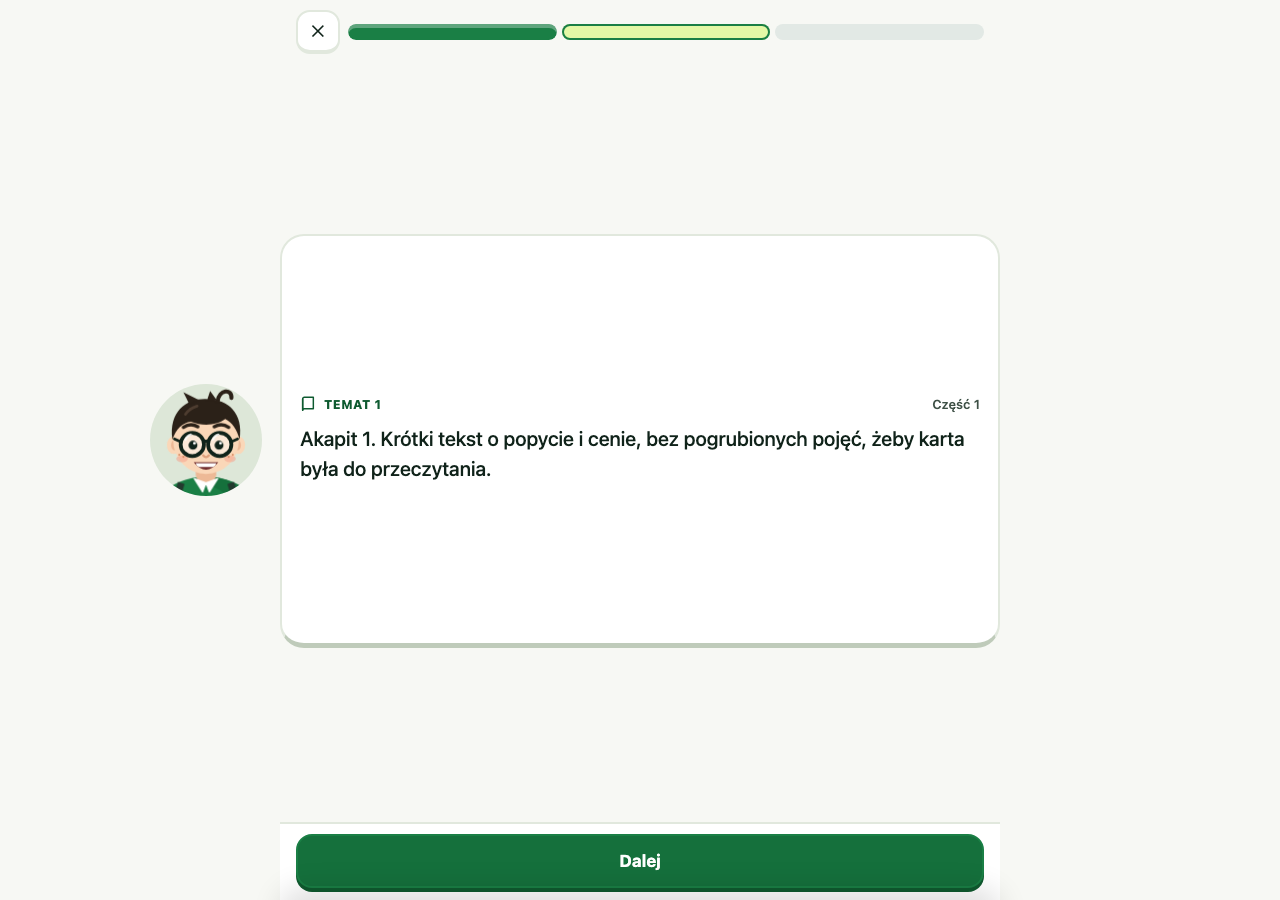 TEMAT 1
Część 1
Akapit 1. Krótki tekst o popycie i cenie, bez pogrubionych pojęć, żeby karta
była do przeczytania.
Dalej